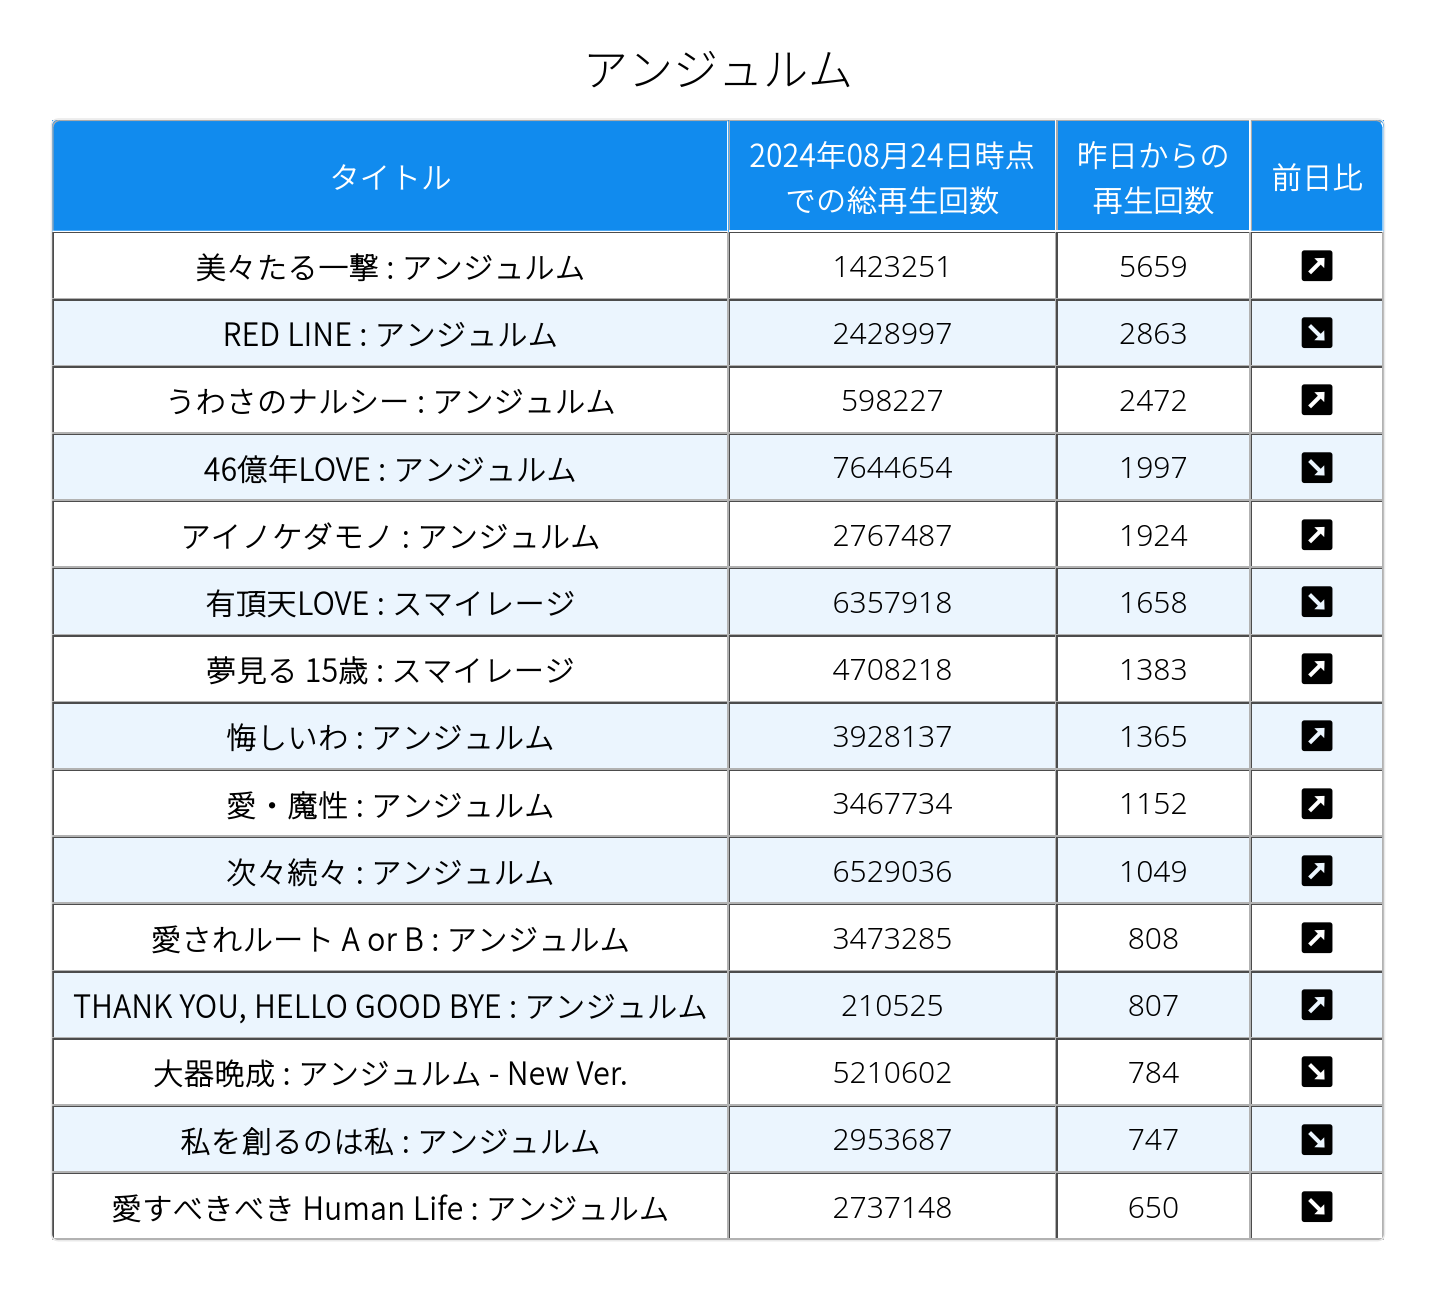 アンジュルム
タイトル
2024年08月24日時点
での総再生回数
昨日からの
再生回数
前日比
美々たる一撃 : アンジュルム 1423251 5659 ↗
RED LINE : アンジュルム 2428997 2863 ↘
うわさのナルシー : アンジュルム 598227 2472 ↗
46億年LOVE : アンジュルム 7644654 1997 ↘
アイノケダモノ : アンジュルム 2767487 1924 ↗
有頂天LOVE : スマイレージ 6357918 1658 ↘
夢見る 15歳 : スマイレージ 4708218 1383 ↗
悔しいわ : アンジュルム 3928137 1365 ↗
愛・魔性 : アンジュルム 3467734 1152 ↗
次々続々 : アンジュルム 6529036 1049 ↗
愛されルート A or B : アンジュルム 3473285 808 ↗
THANK YOU, HELLO GOOD BYE : アンジュルム 210525 807 ↗
大器晩成 : アンジュルム - New Ver. 5210602 784 ↘
私を創るのは私 : アンジュルム 2953687 747 ↘
愛すべきべき Human Life : アンジュルム 2737148 650 ↘